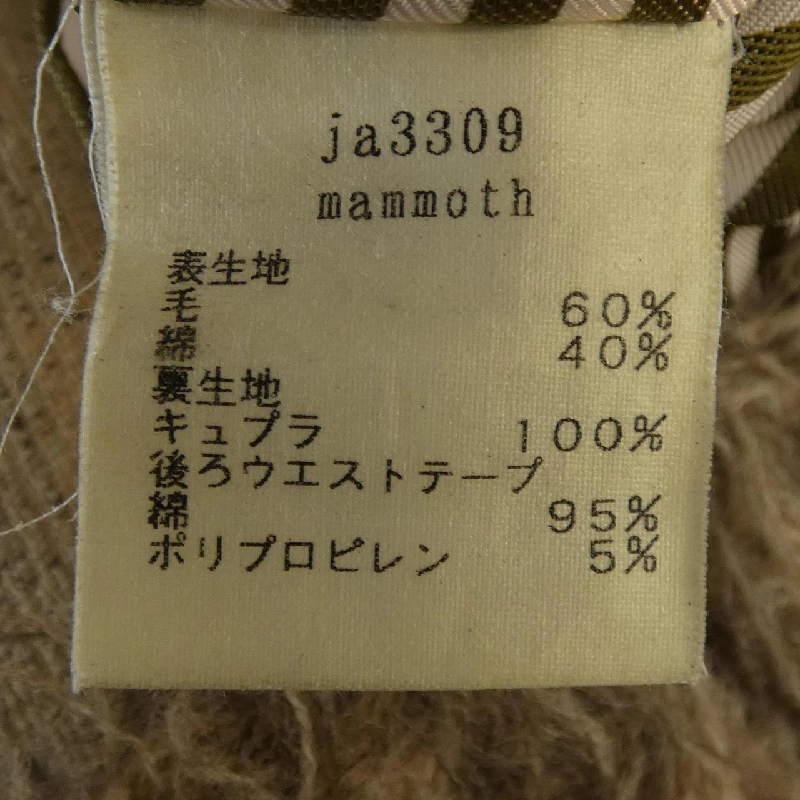 ja3309
mammoth
表生地
毛 60%
綿 40%
裏生地
キュプラ 100%
後ろウエストテープ
綿 95%
ポリプロピレン 5%